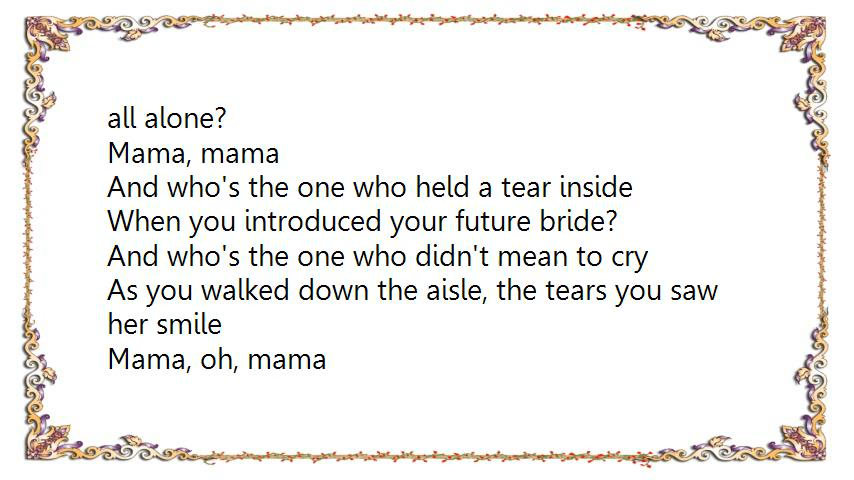 all alone?
Mama, mama
And who's the one who held a tear inside
When you introduced your future bride?
And who's the one who didn't mean to cry
As you walked down the aisle, the tears you saw
her smile
Mama, oh, mama